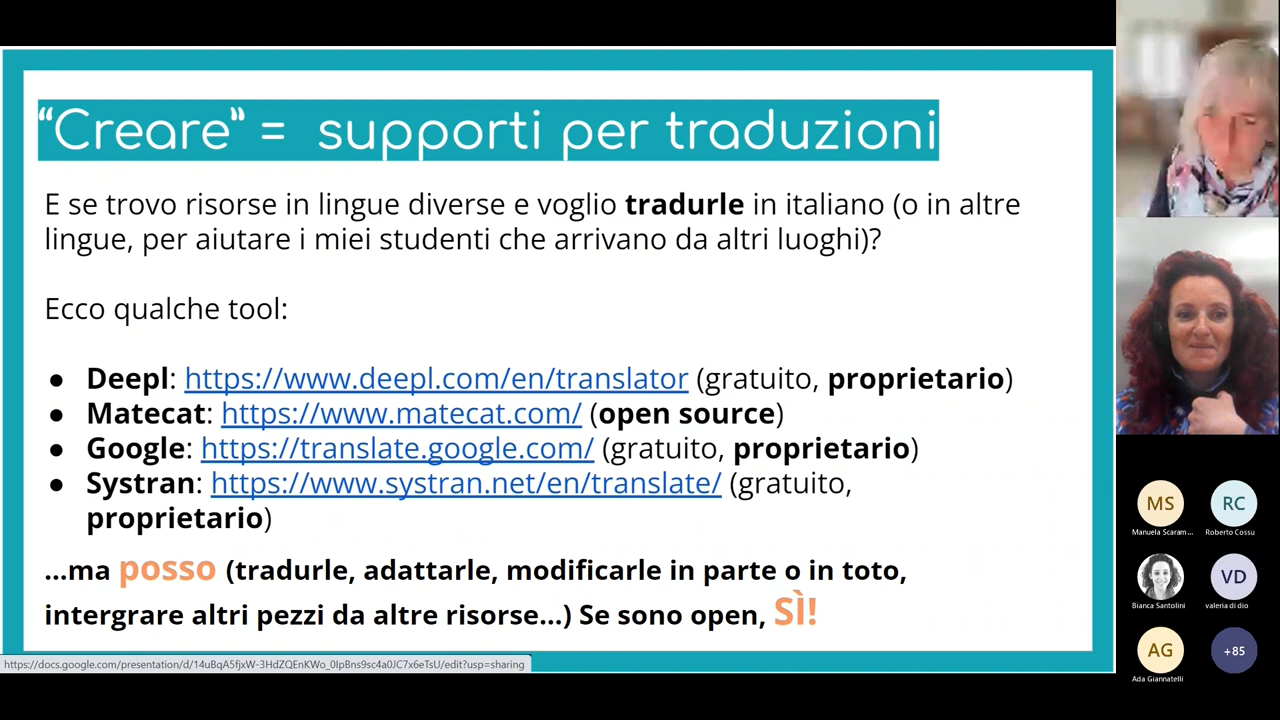 “Creare” = supporti per traduzioni
E se trovo risorse in lingue diverse e voglio tradurle in italiano (o in altre
lingue, per aiutare i miei studenti che arrivano da altri luoghi)?
Ecco qualche tool:
● Deepl: https://www.deepl.com/en/translator (gratuito, proprietario)
● Matecat: https://www.matecat.com/ (open source)
● Google: https://translate.google.com/ (gratuito, proprietario)
● Systran: https://www.systran.net/en/translate/ (gratuito,
proprietario)
...ma posso (tradurle, adattarle, modificarle in parte o in toto,
intergrare altri pezzi da altre risorse...) Se sono open, SÌ!
https://docs.google.com/presentation/d/14uBqA5fjxW-3HdZQEnKWo_0IpBns9sc4a0JC7x6eTsU/edit?usp=sharing
MS
RC
Manuela Scaram...
Roberto Cossu
VD
Bianca Santolini
valeria di dio
AG
+85
Ada Giannatelli